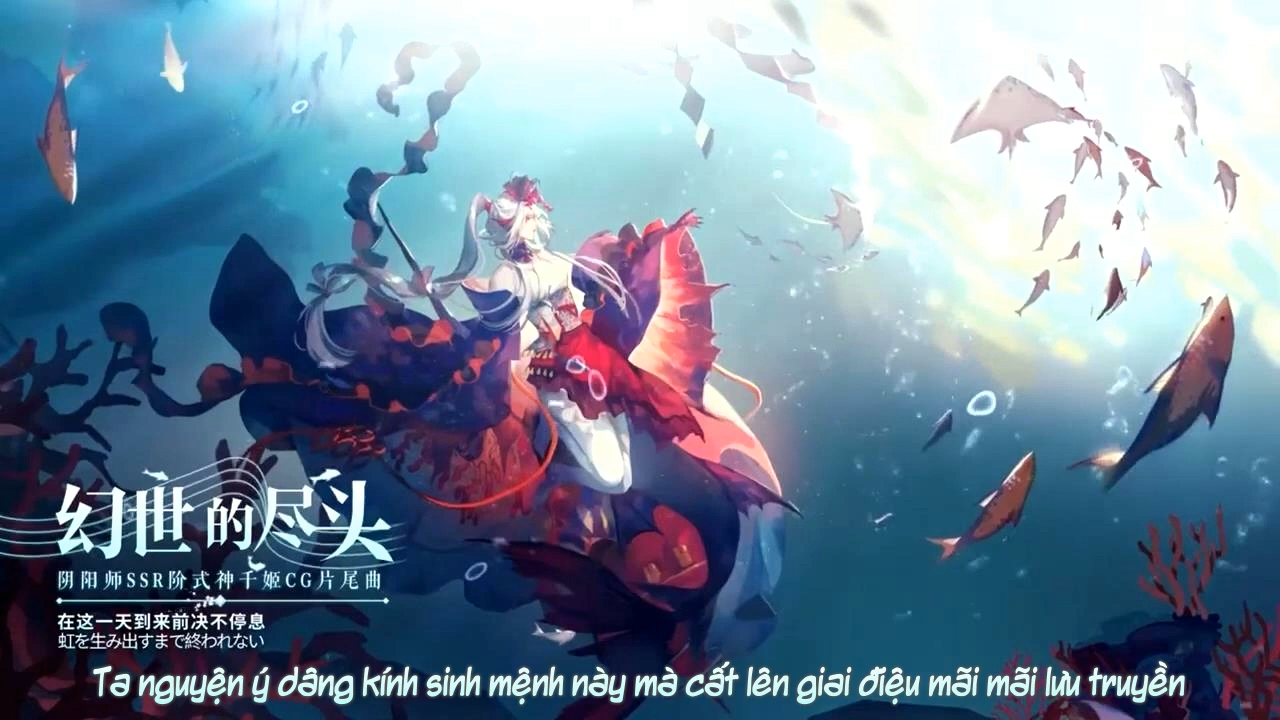 幻世的尽头
阴阳师SSR阶式神千姬CG片尾曲
在这一天到来前决不停息
虹を生み出すまで終われない
Ta nguyện ý dâng kính sinh mệnh này mà cất lên giai điệu mãi mãi lưu truyền